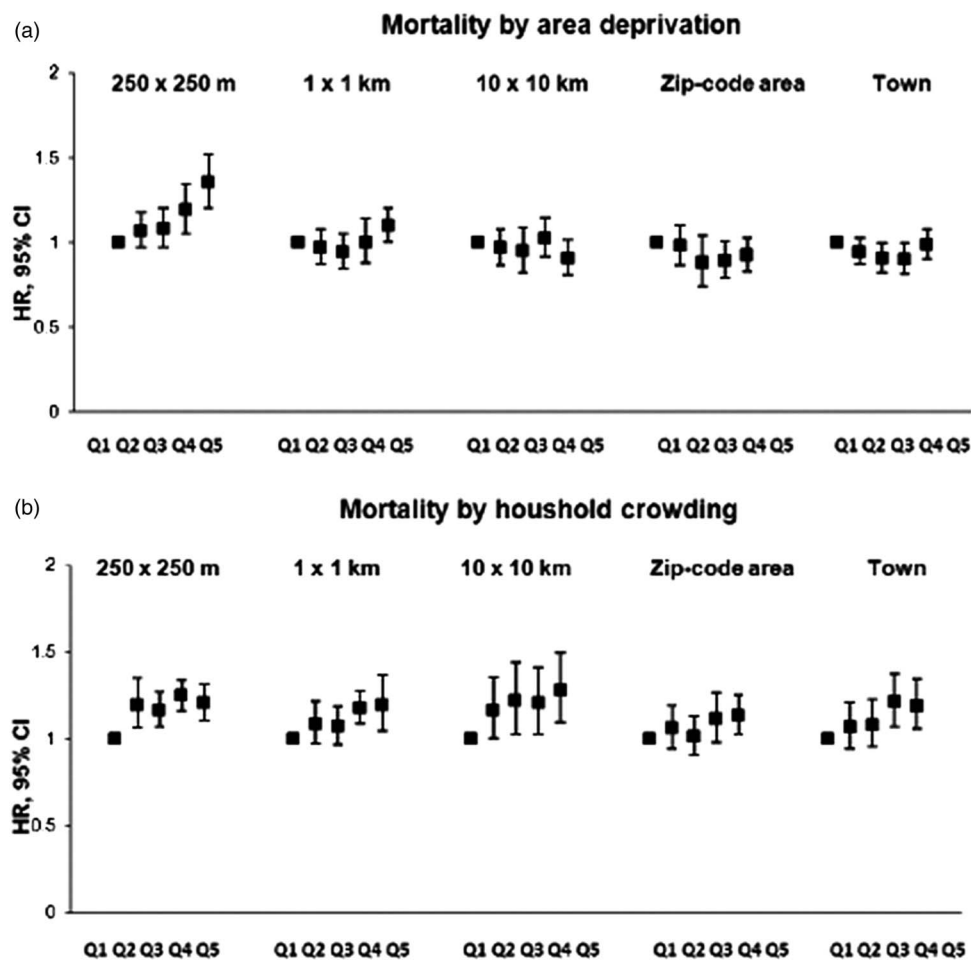 (a)
Mortality by area deprivation
250 x 250 m 1 x 1 km 10 x 10 km Zip-code area Town
HR, 95% CI
2
1.5
1
0.5
0
Q1 Q2 Q3 Q4 Q5 Q1 Q2 Q3 Q4 Q5 Q1 Q2 Q3 Q4 Q5 Q1 Q2 Q3 Q4 Q5 Q1 Q2 Q3 Q4 Q5
(b)
Mortality by houshold crowding
250 x 250 m 1 x 1 km 10 x 10 km Zip-code area Town
HR, 95% CI
2
1.5
1
0.5
0
Q1 Q2 Q3 Q4 Q5 Q1 Q2 Q3 Q4 Q5 Q1 Q2 Q3 Q4 Q5 Q1 Q2 Q3 Q4 Q5 Q1 Q2 Q3 Q4 Q5